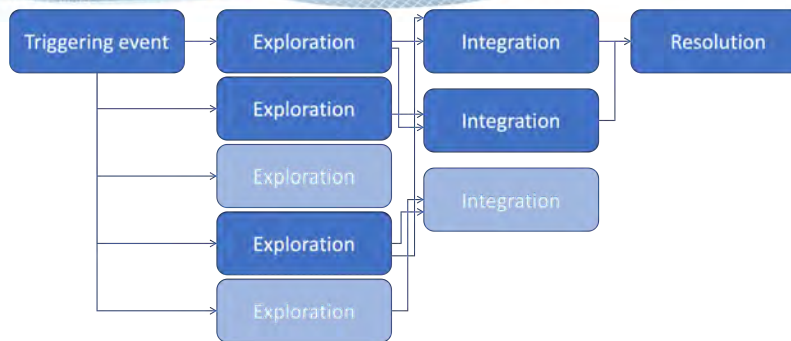 Triggering event
Exploration
Integration
Resolution
Exploration
Integration
Exploration
Integration
Exploration
Exploration